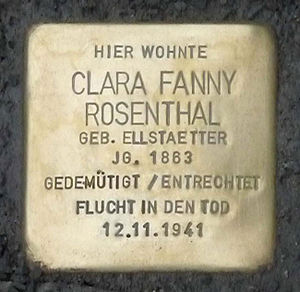 HIER WOHNTE
CLARA FANNY
ROSENTHAL
GEB. ELLSTAETTER
JG. 1863
GEDEMÜTIGT / ENTRECHTET
FLUCHT IN DEN TOD
12.11.1941